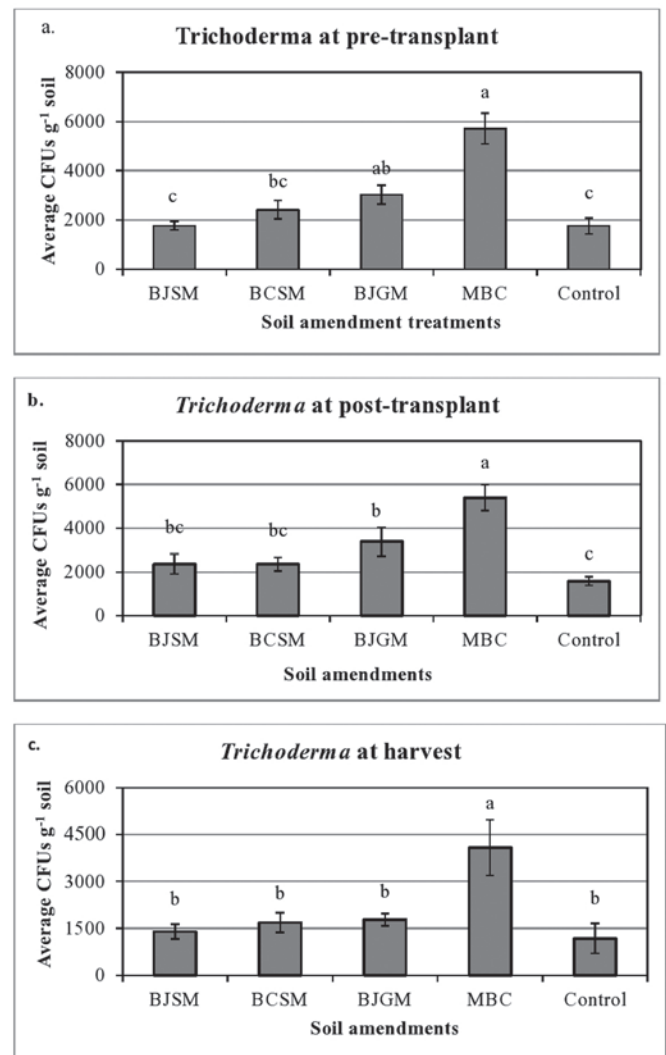 a.
Trichoderma at pre-transplant
Average CFUs g⁻¹ soil
8000
6000
4000
2000
0
c
bc
ab
a
c
BJSM BCSM BJGM MBC Control
Soil amendment treatments
b.
Trichoderma at post-transplant
Average CFUs g⁻¹ soil
8000
6000
4000
2000
0
bc
bc
b
a
c
BJSM BCSM BJGM MBC Control
Soil amendments
c.
Trichoderma at harvest
Average CFUs g⁻¹ soil
6000
4500
3000
1500
0
b
b
b
a
b
BJSM BCSM BJGM MBC Control
Soil amendments